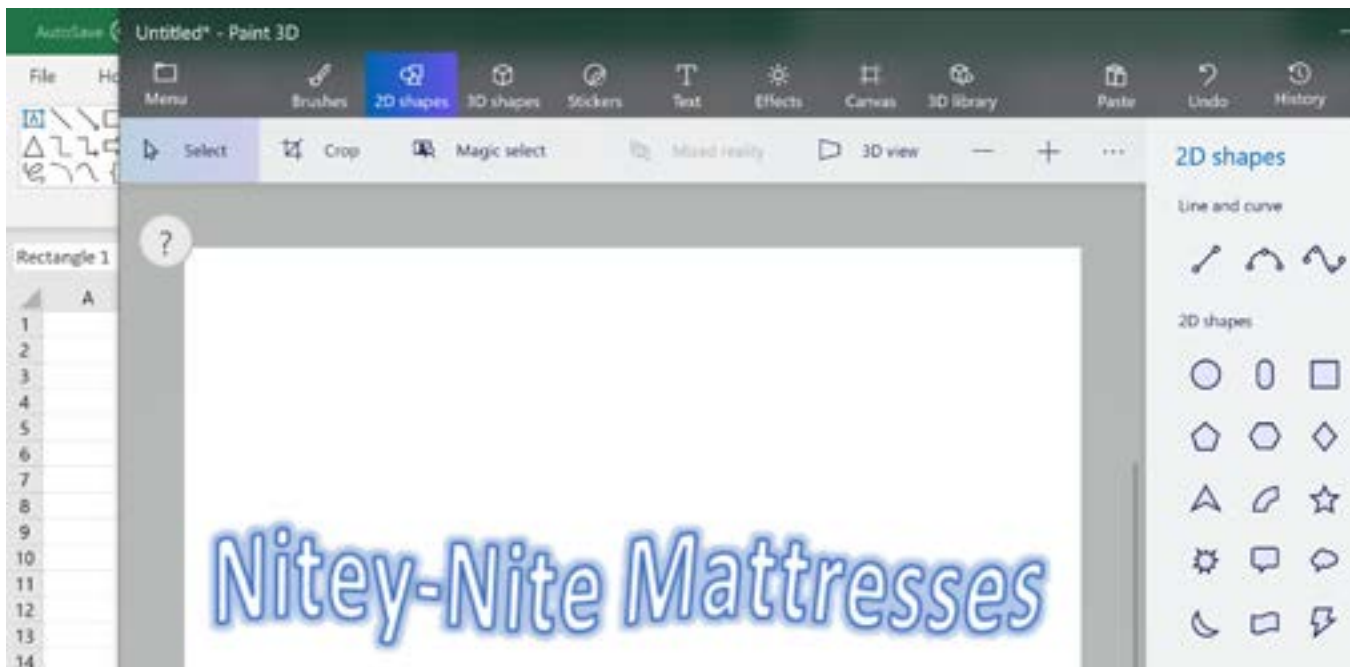 AutoSave
Untitled* - Paint 3D
File
Menu
Brushes
2D shapes
3D shapes
Stickers
Text
Effects
Canvas
3D library
Paste
Undo
History
Select
Crop
Magic select
Mixed reality
3D view
2D shapes
Line and curve
Rectangle 1
A
2D shapes
1
2
3
4
5
6
7
8
9
10
11
12
13
14
Nitey-Nite Mattresses